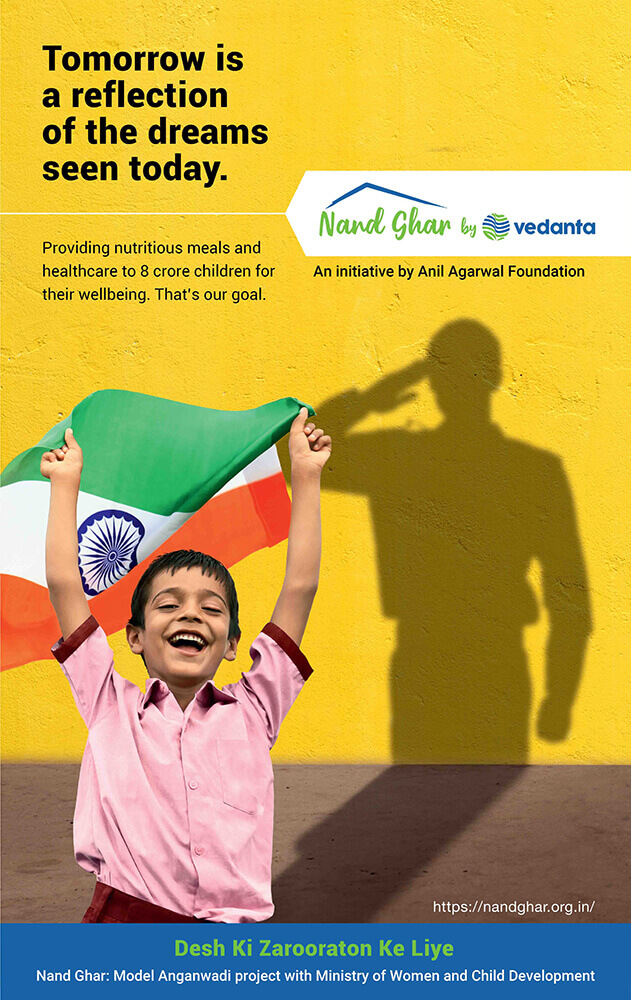 Tomorrow is
a reflection
of the dreams
seen today.
Nand Ghar by vedanta
Providing nutritious meals and
healthcare to 8 crore children for
their wellbeing. That's our goal.
An initiative by Anil Agarwal Foundation
https://nandghar.org.in/
Desh Ki Zarooraton Ke Liye
Nand Ghar: Model Anganwadi project with Ministry of Women and Child Development